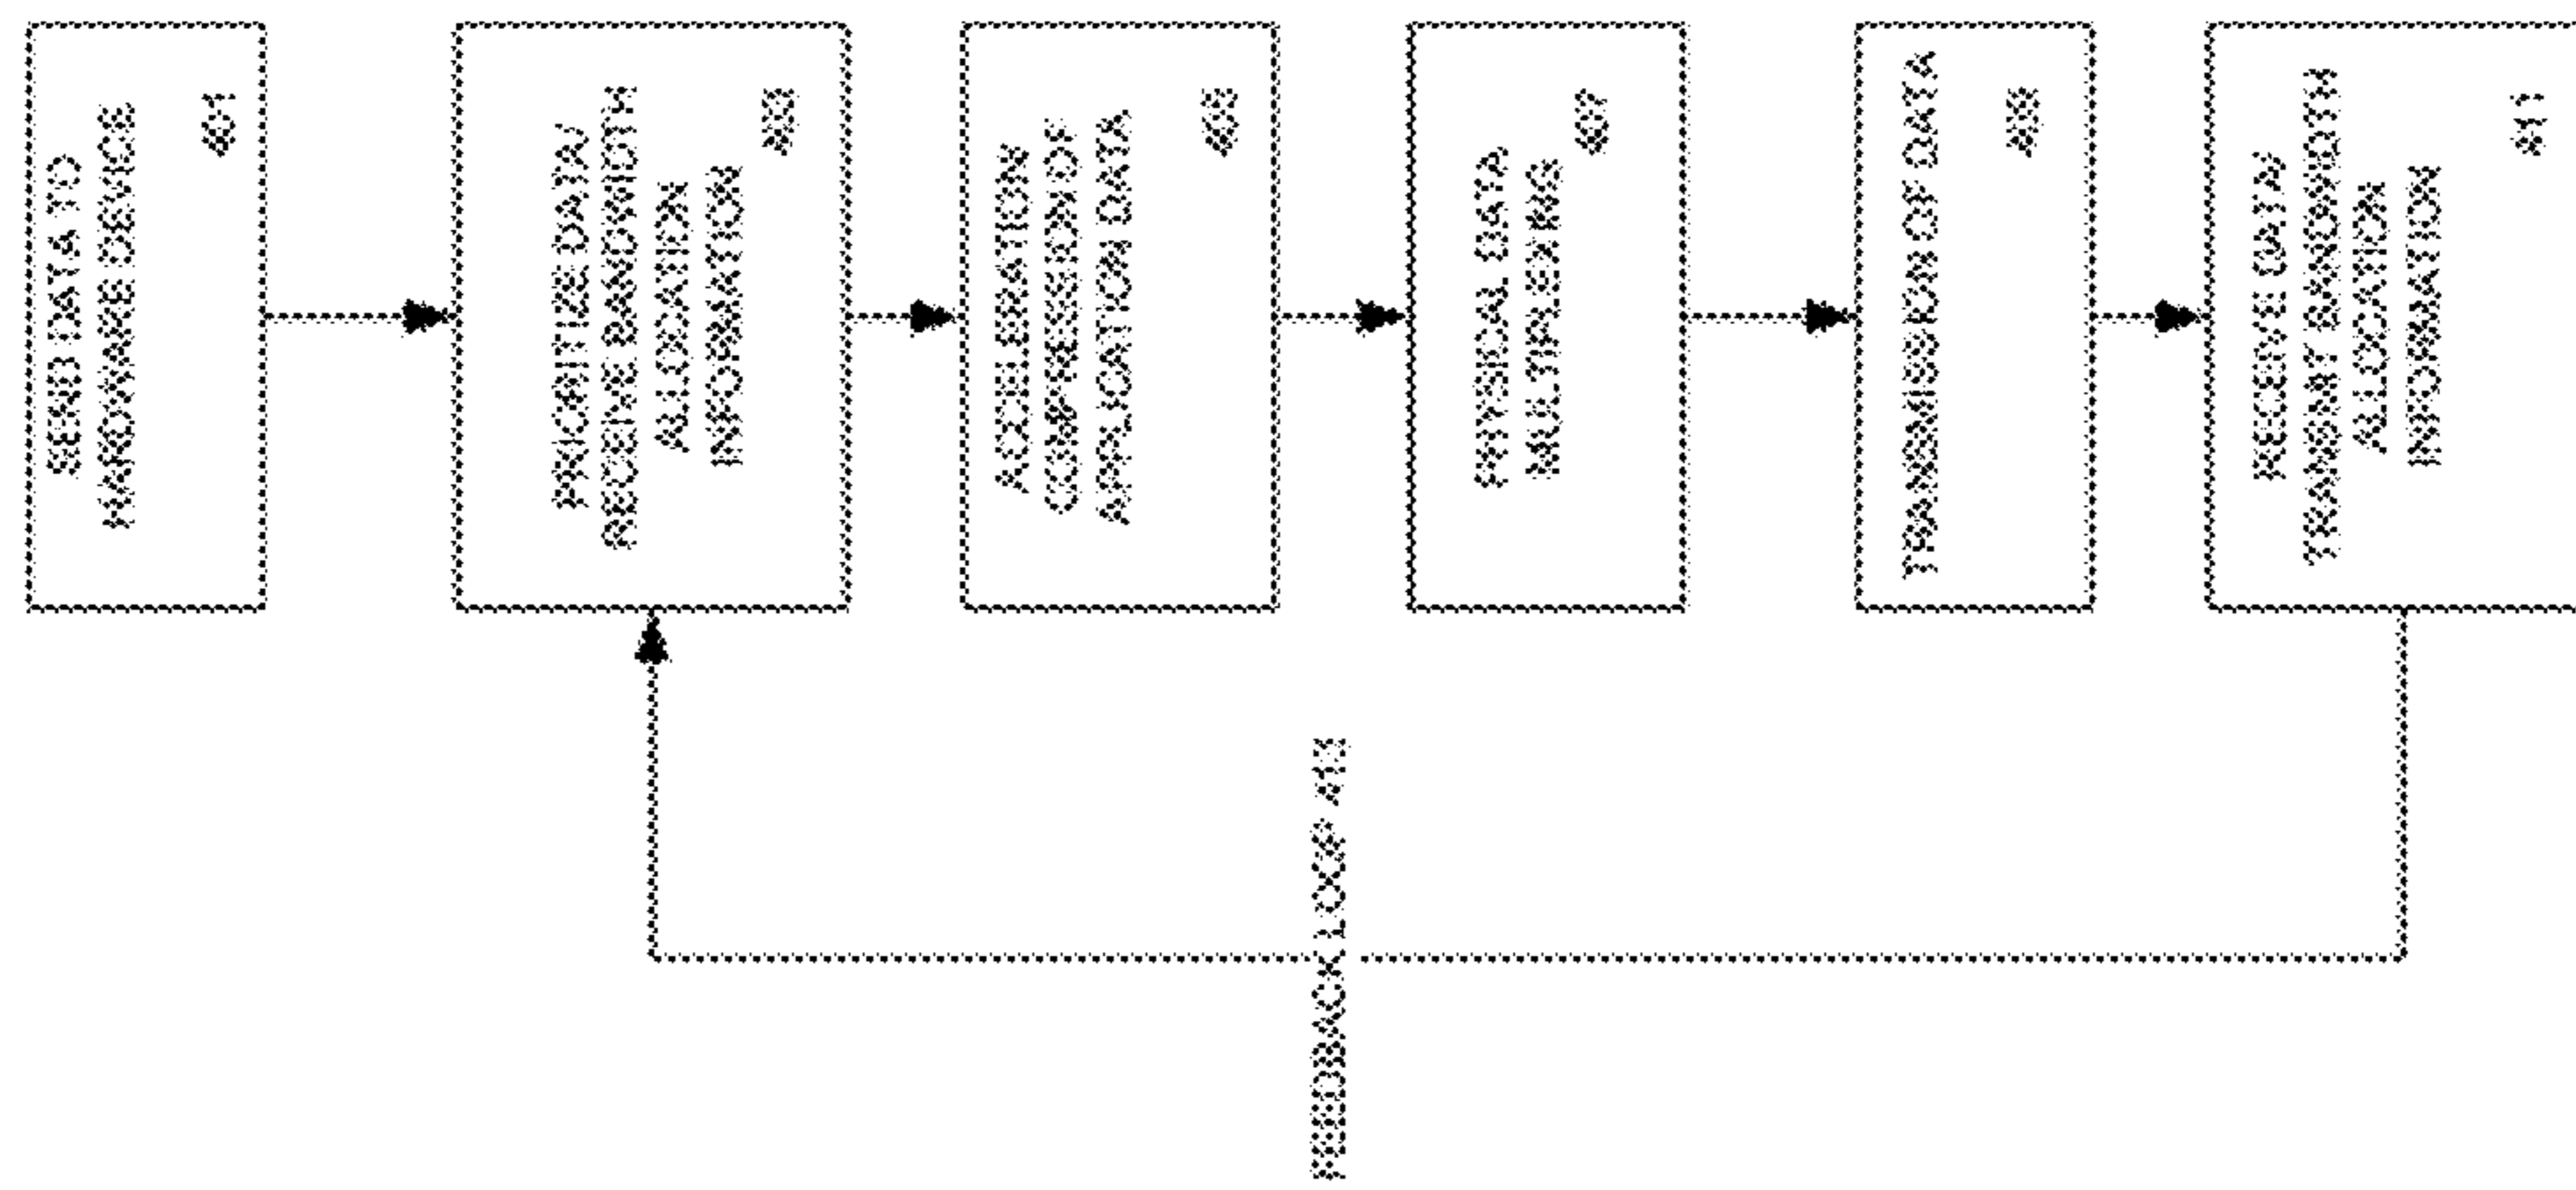 SEND DATA TO
HARDWARE DEVICE
401
PRIORITIZE DATA/
RECEIVE BANDWIDTH
ALLOCATION
INFORMATION
403
ACCELERATION
COMPRESSION OF
APPLICATION DATA
405
PHYSICAL DATA
MULTIPLEXING
407
TRANSMISSION OF DATA
409
RECEIVE DATA/
TRANSMIT BANDWIDTH
ALLOCATION
INFORMATION
411
FEEDBACK LOOP 413